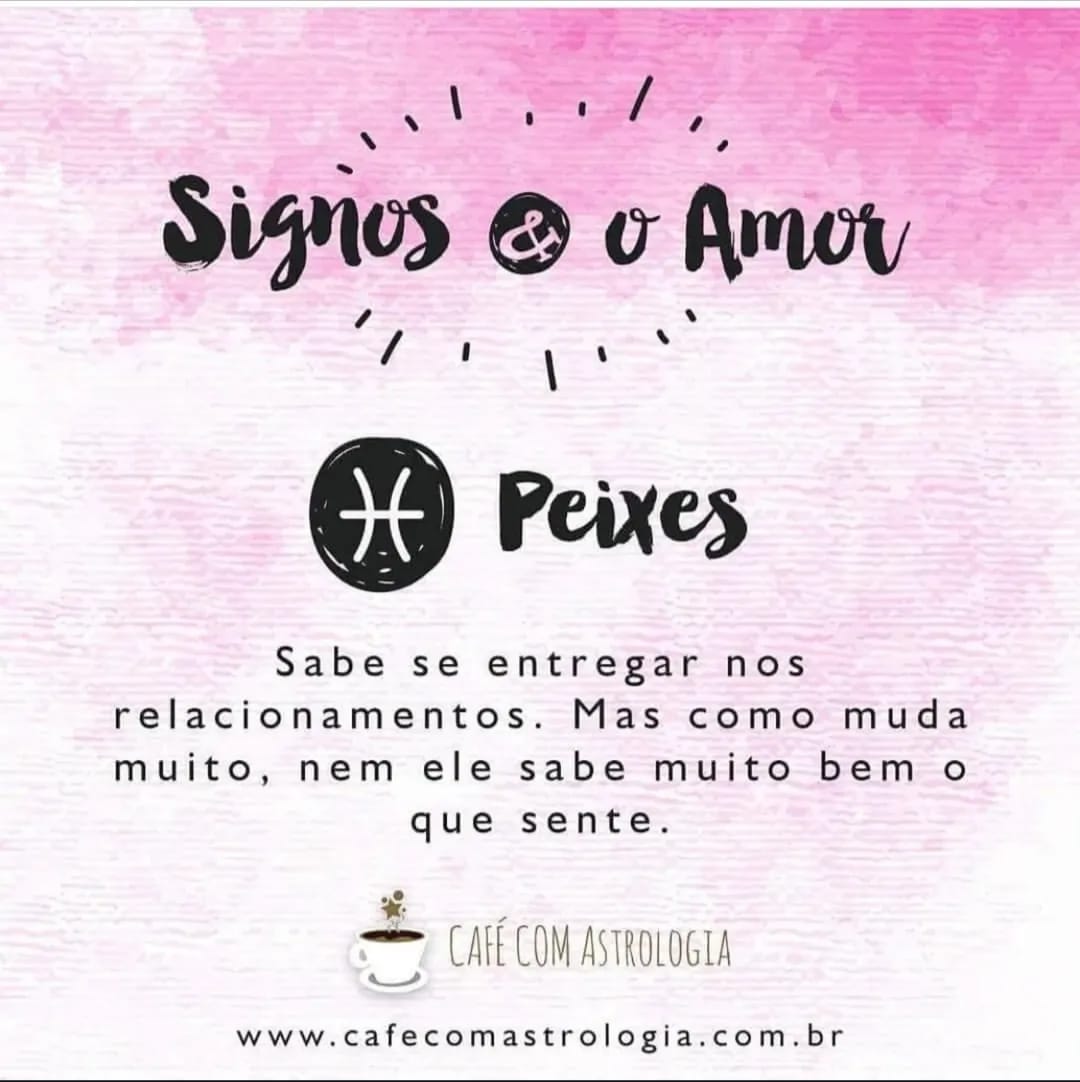 Signos & o Amor
Peixes
Sabe se entregar nos
relacionamentos. Mas como muda
muito, nem ele sabe muito bem o
que sente.
CAFÉ COM ASTROLOGIA
www.cafecomastrologia.com.br